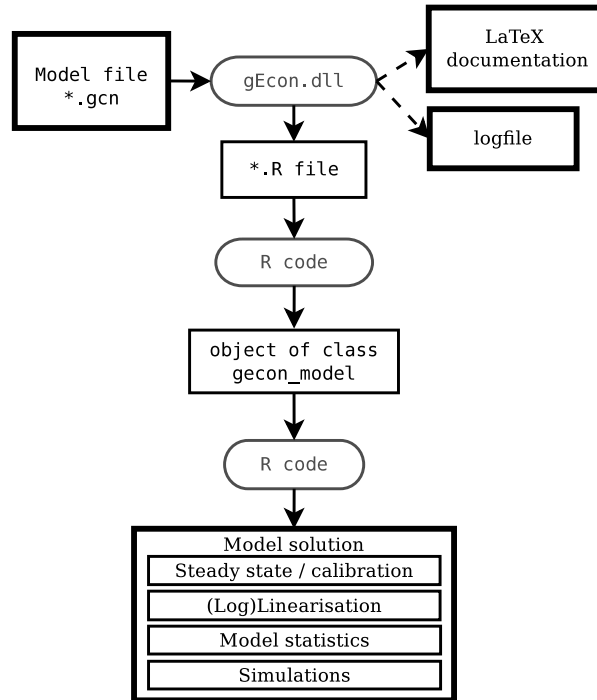 Model file
*.gcn
gEcon.dll
LaTeX
documentation
logfile
*.R file
R code
object of class
gecon_model
R code
Model solution
Steady state / calibration
(Log)Linearisation
Model statistics
Simulations